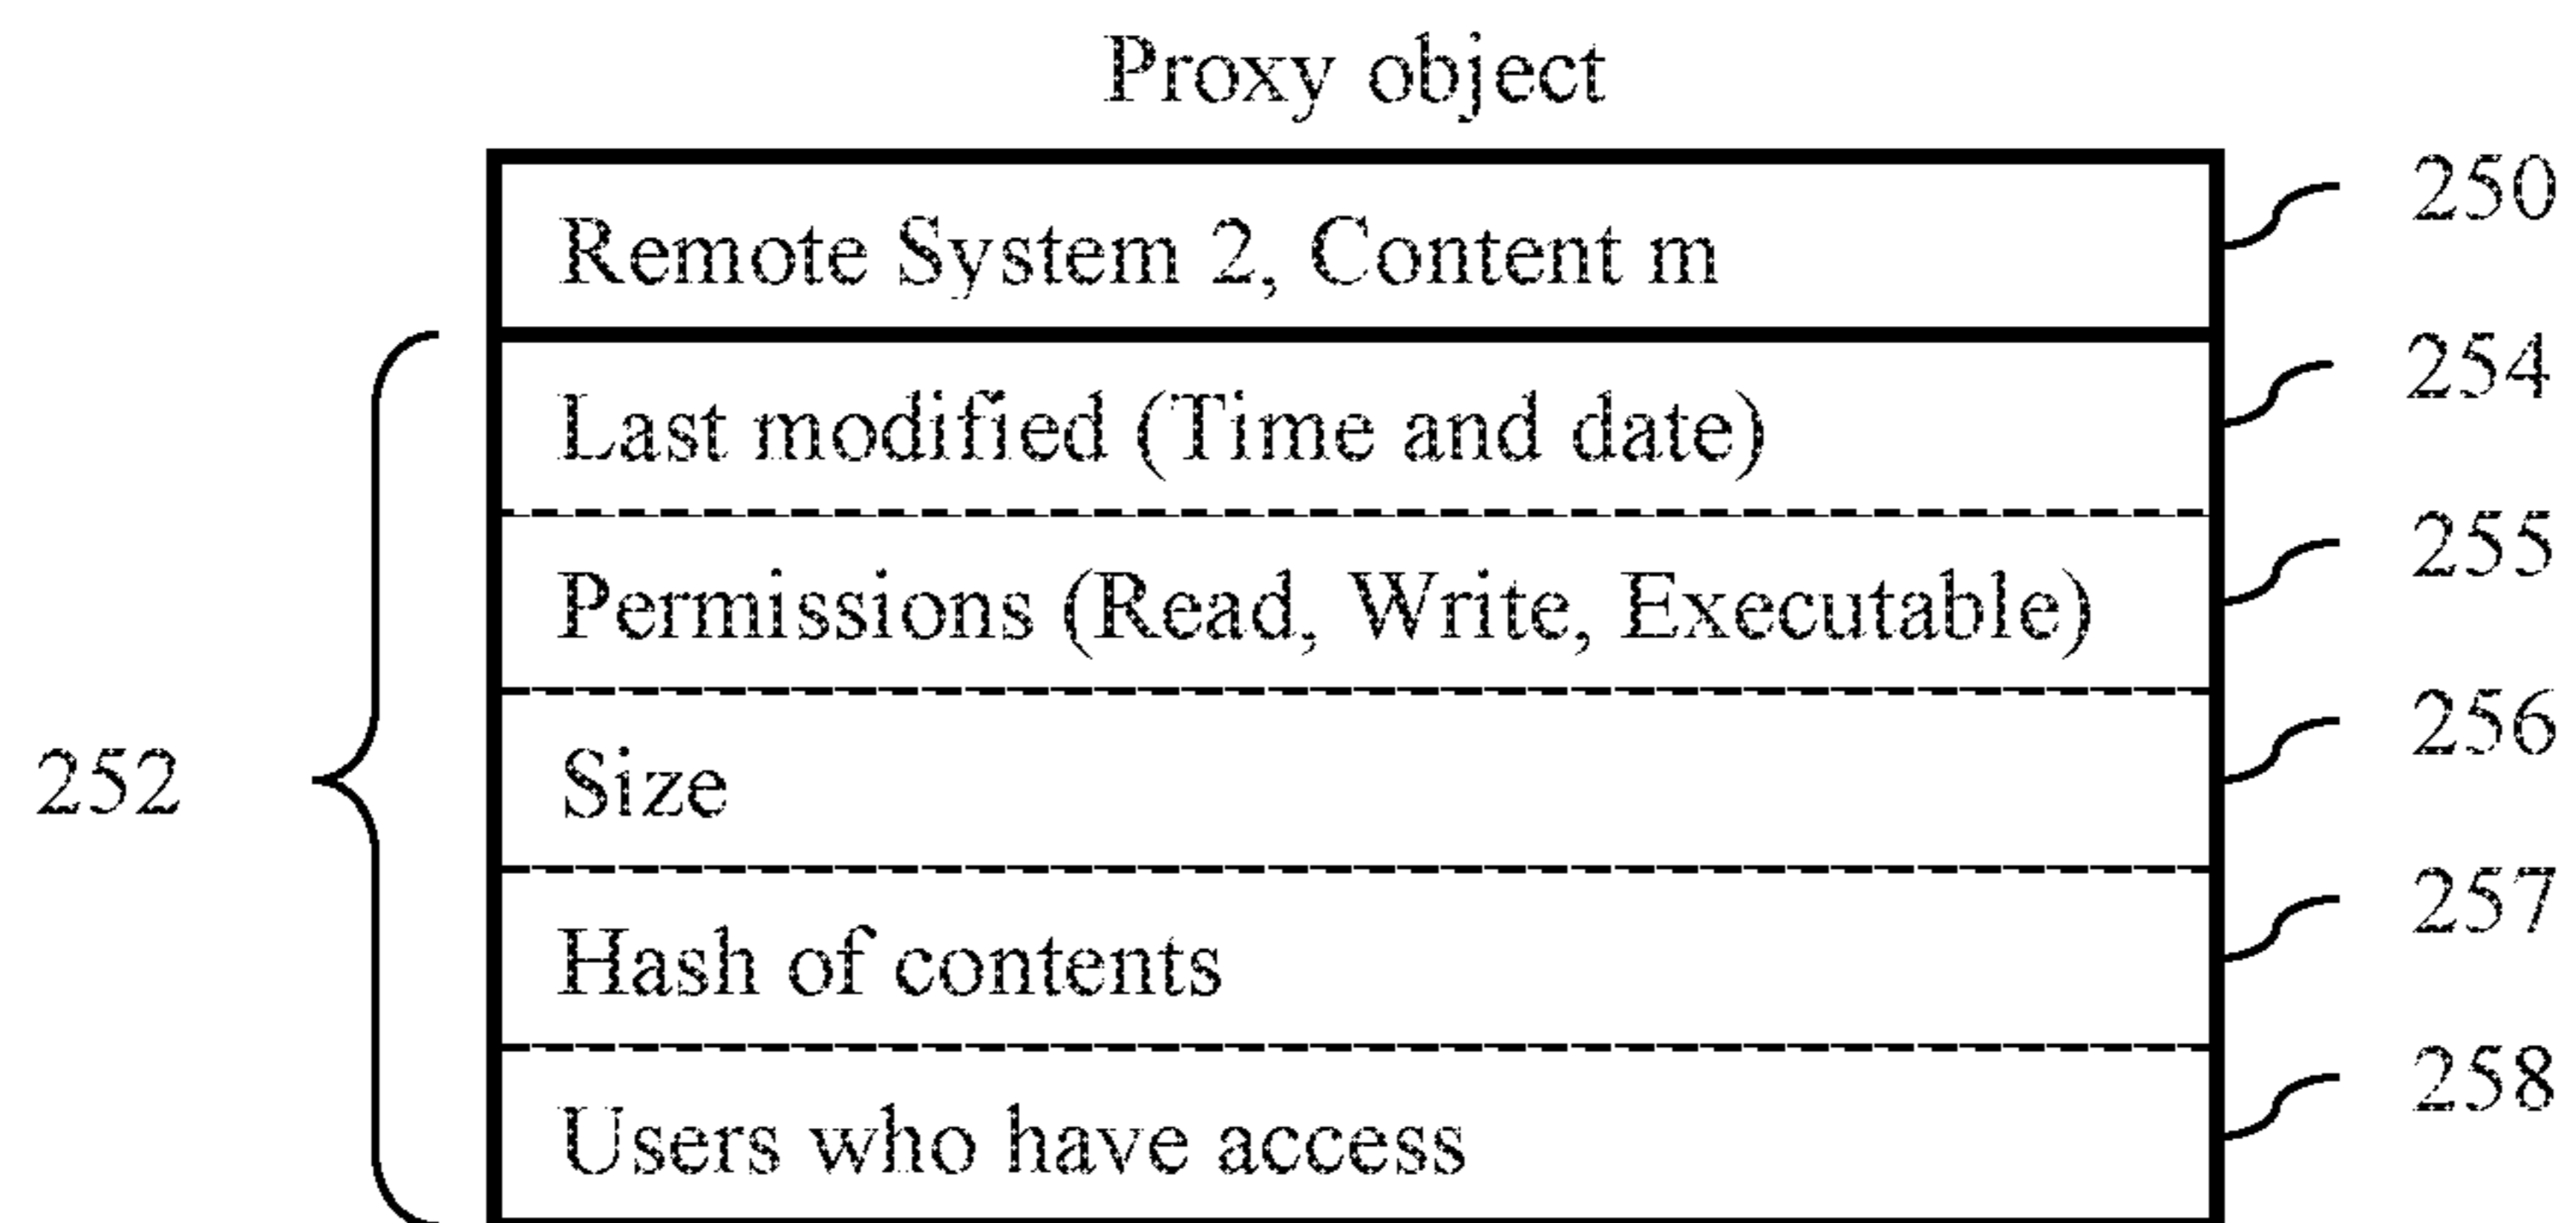 Proxy object
Remote System 2, Content m
250
Last modified (Time and date)
254
Permissions (Read, Write, Executable)
255
252
Size
256
Hash of contents
257
Users who have access
258